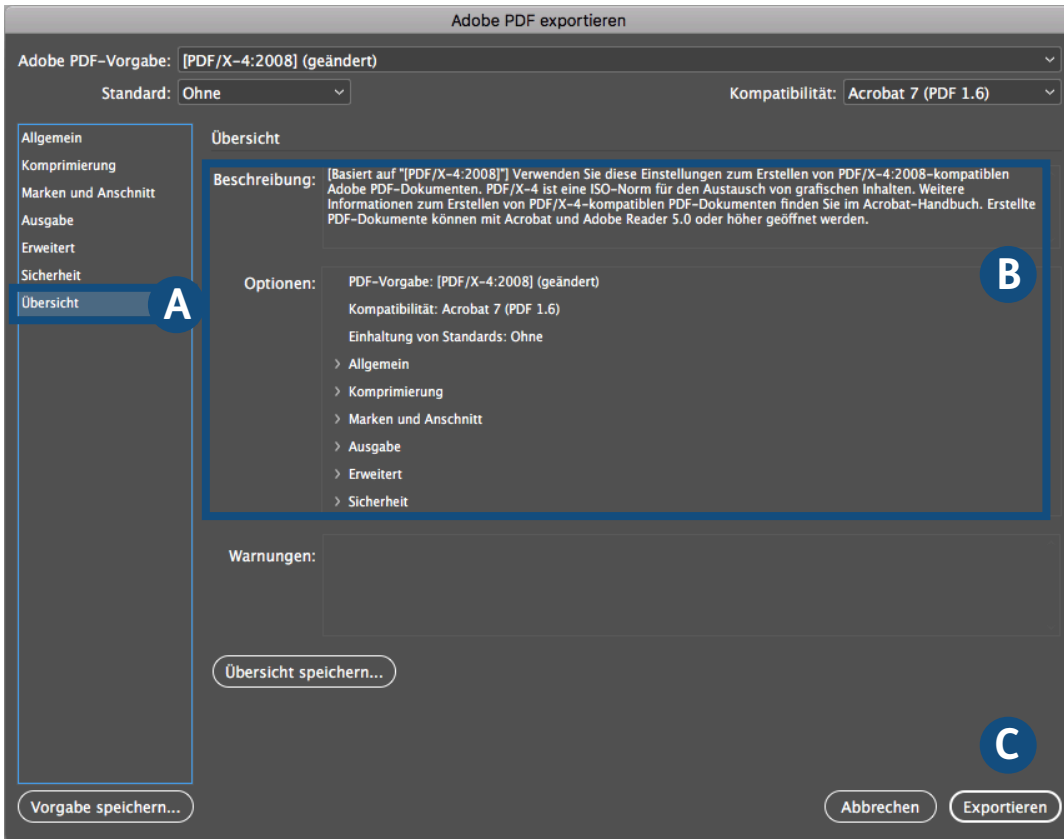 Adobe PDF exportieren
Adobe PDF-Vorgabe: [PDF/X-4:2008] (geändert)
Standard: Ohne Kompatibilität: Acrobat 7 (PDF 1.6)
Allgemein
Komprimierung
Marken und Anschnitt
Ausgabe
Erweitert
Sicherheit
Übersicht
A
Übersicht
Beschreibung: [Basiert auf "[PDF/X-4:2008]"] Verwenden Sie diese Einstellungen zum Erstellen von PDF/X-4:2008-kompatiblen
Adobe PDF-Dokumenten. PDF/X-4 ist eine ISO-Norm für den Austausch von grafischen Inhalten. Weitere
Informationen zum Erstellen von PDF/X-4-kompatiblen PDF-Dokumenten finden Sie im Acrobat-Handbuch. Erstellte
PDF-Dokumente können mit Acrobat und Adobe Reader 5.0 oder höher geöffnet werden.
B
Optionen: PDF-Vorgabe: [PDF/X-4:2008] (geändert)
Kompatibilität: Acrobat 7 (PDF 1.6)
Einhaltung von Standards: Ohne
> Allgemein
> Komprimierung
> Marken und Anschnitt
> Ausgabe
> Erweitert
> Sicherheit
Warnungen:
Übersicht speichern...
C
Vorgabe speichern... Abbrechen Exportieren